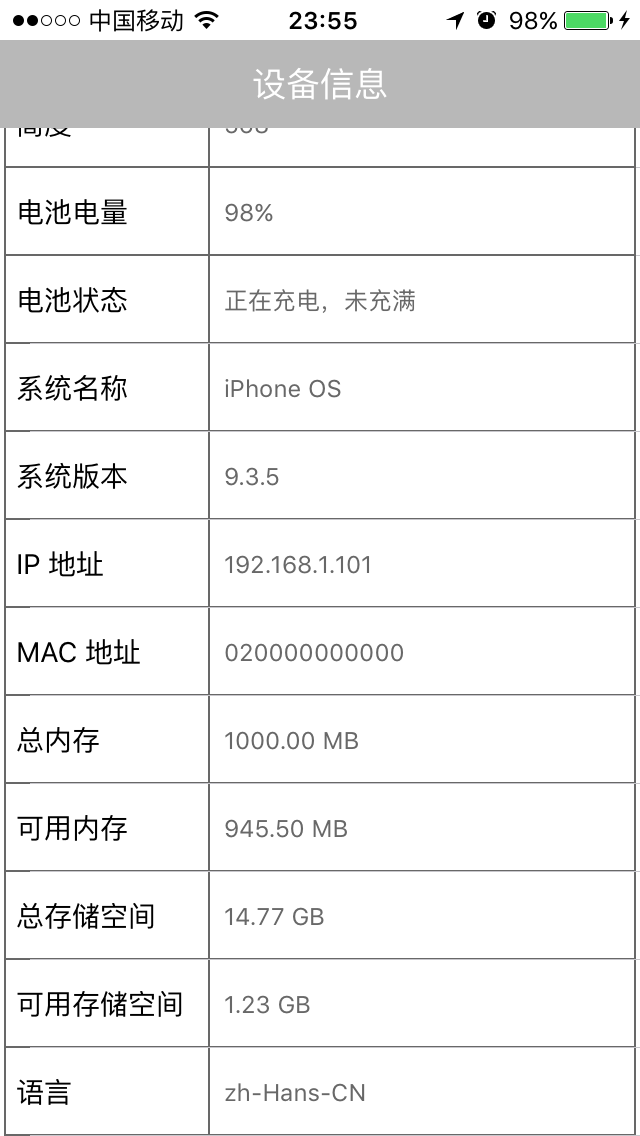 中国移动 23:55 98%
设备信息
高度 568
电池电量 98%
电池状态 正在充电，未充满
系统名称 iPhone OS
系统版本 9.3.5
IP 地址 192.168.1.101
MAC 地址 020000000000
总内存 1000.00 MB
可用内存 945.50 MB
总存储空间 14.77 GB
可用存储空间 1.23 GB
语言 zh-Hans-CN